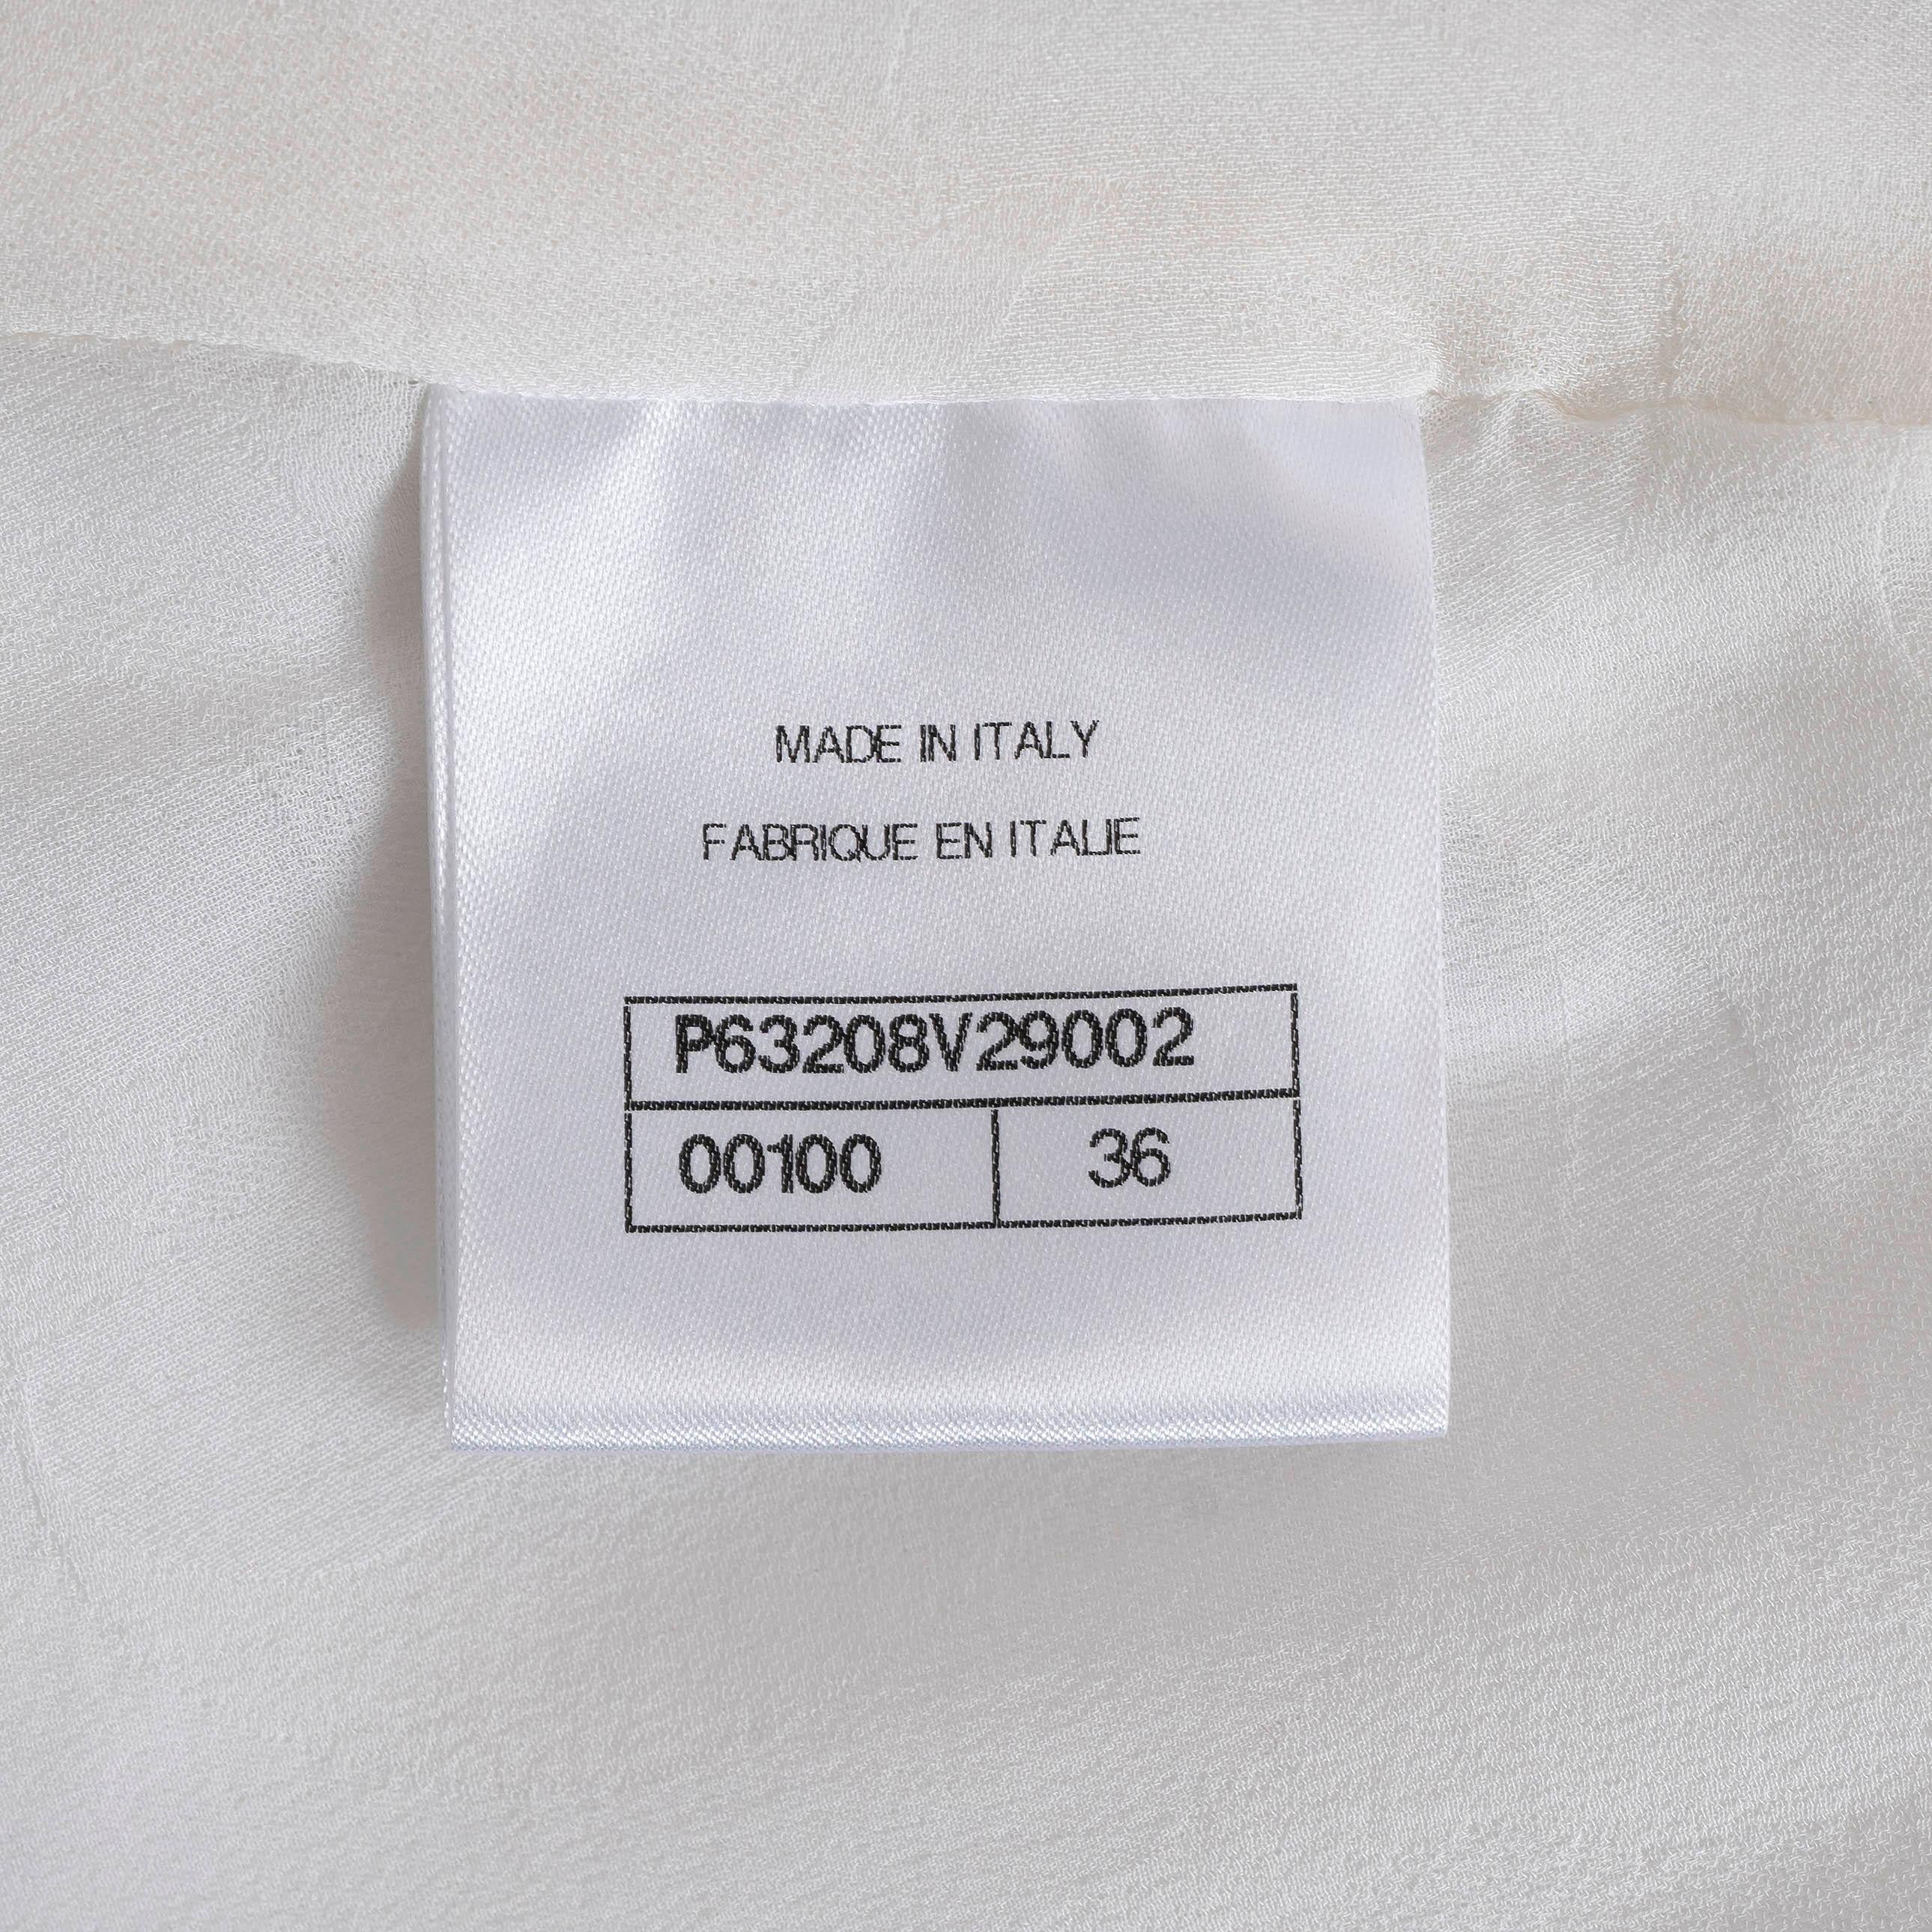 MADE IN ITALY
FABRIQUE EN ITALIE
P63208V29002
00100 36